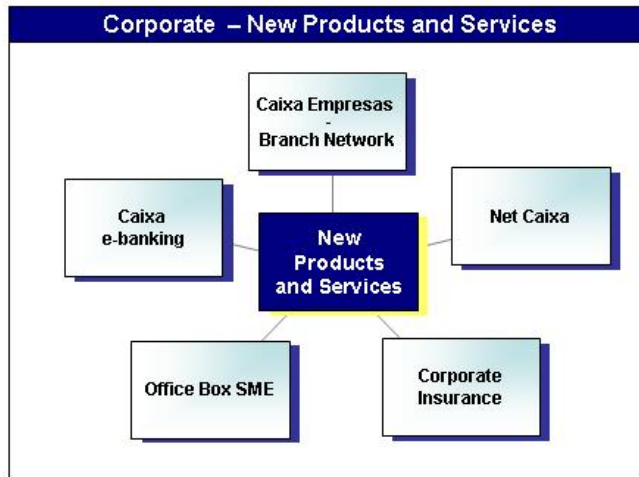 Corporate – New Products and Services
Caixa Empresas
-
Branch Network
Caixa
e-banking
Net Caixa
New
Products
and Services
Office Box SME
Corporate
Insurance